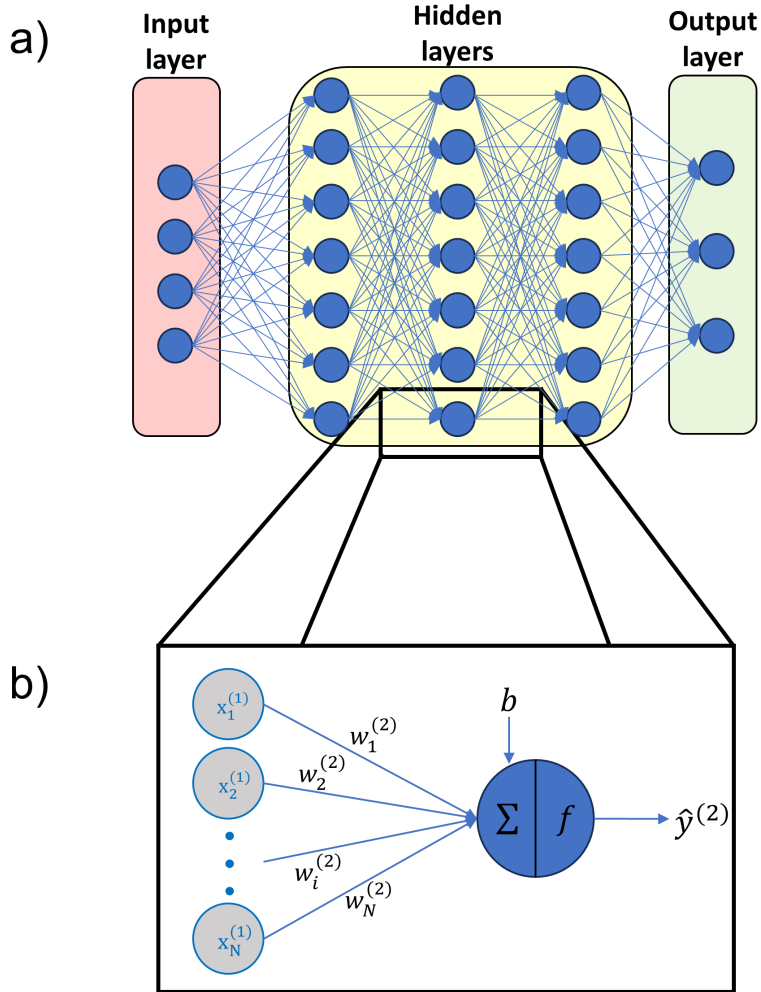 a)
Input
layer
Hidden
layers
Output
layer
b)
x₁⁽¹⁾
w₁⁽²⁾
b
x₂⁽¹⁾
w₂⁽²⁾
Σ f
ŷ⁽²⁾
wᵢ⁽²⁾
w_N⁽²⁾
x_N⁽¹⁾